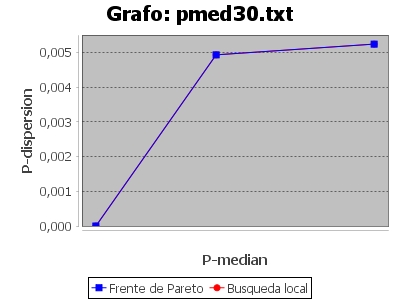 Grafo: pmed30.txt
P-dispersion
0,005
0,004
0,003
0,002
0,001
0,000
P-median
Frente de Pareto
Busqueda local